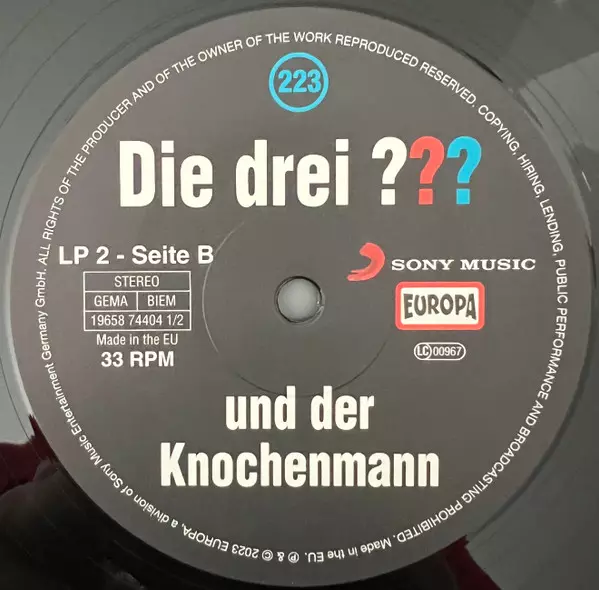 223
Die drei ???
LP 2 - Seite B
STEREO
GEMA BIEM
19658 74404 1/2
Made in the EU
33 RPM
SONY MUSIC
EUROPA
LC 00967
und der
Knochenmann
℗ & © 2023 EUROPA, a division of Sony Music Entertainment Germany GmbH. ALL RIGHTS OF THE PRODUCER AND OF THE OWNER OF THE WORK REPRODUCED RESERVED. COPYING, HIRING, LENDING, PUBLIC PERFORMANCE AND BROADCASTING PROHIBITED. Made in the EU.